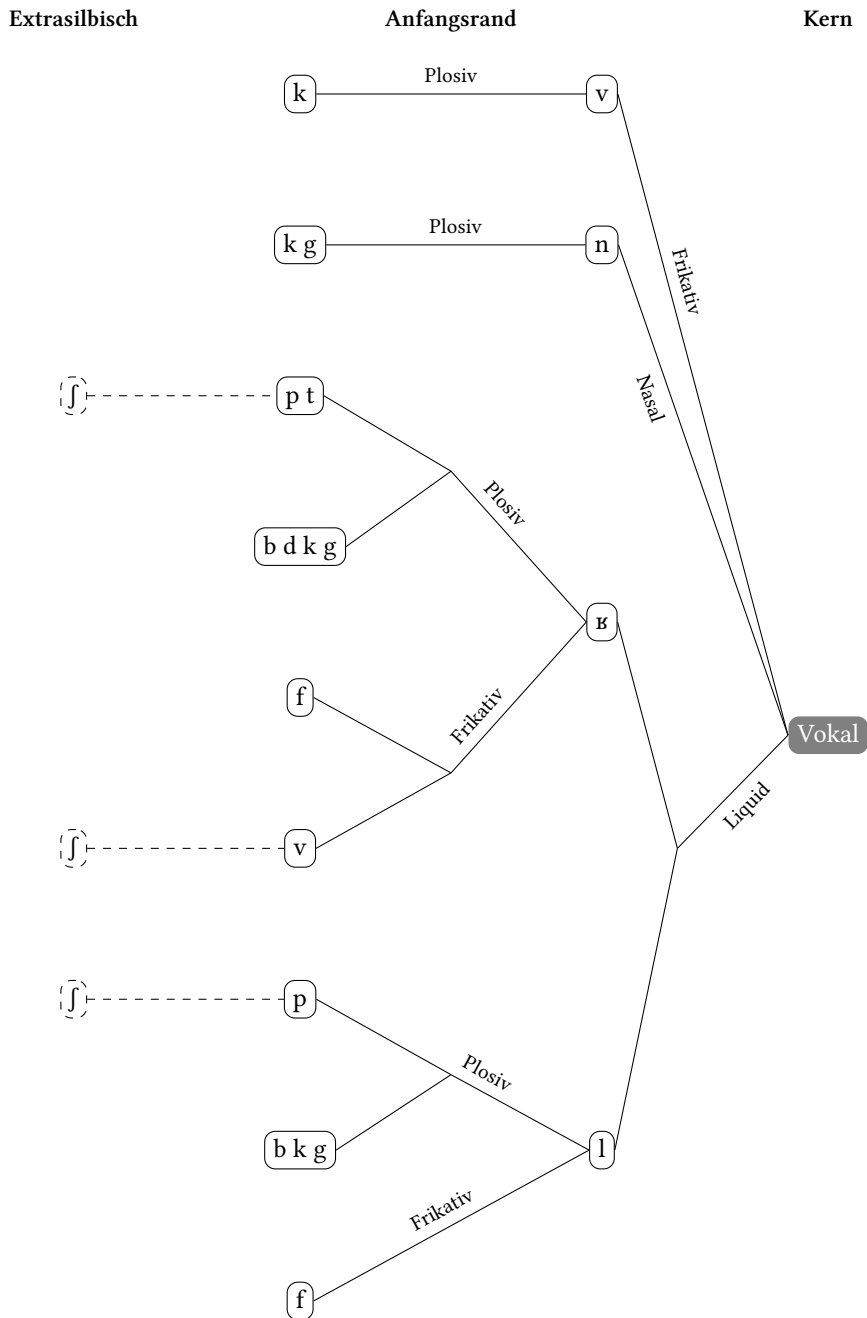 Extrasilbisch Anfangsrand Kern
k Plosiv v
k g Plosiv n
Frikativ
Nasal
ʃ p t
Plosiv
b d k g
ʁ
f
Frikativ
Vokal
Liquid
ʃ v
ʃ p
Plosiv
b k g l
Frikativ
f